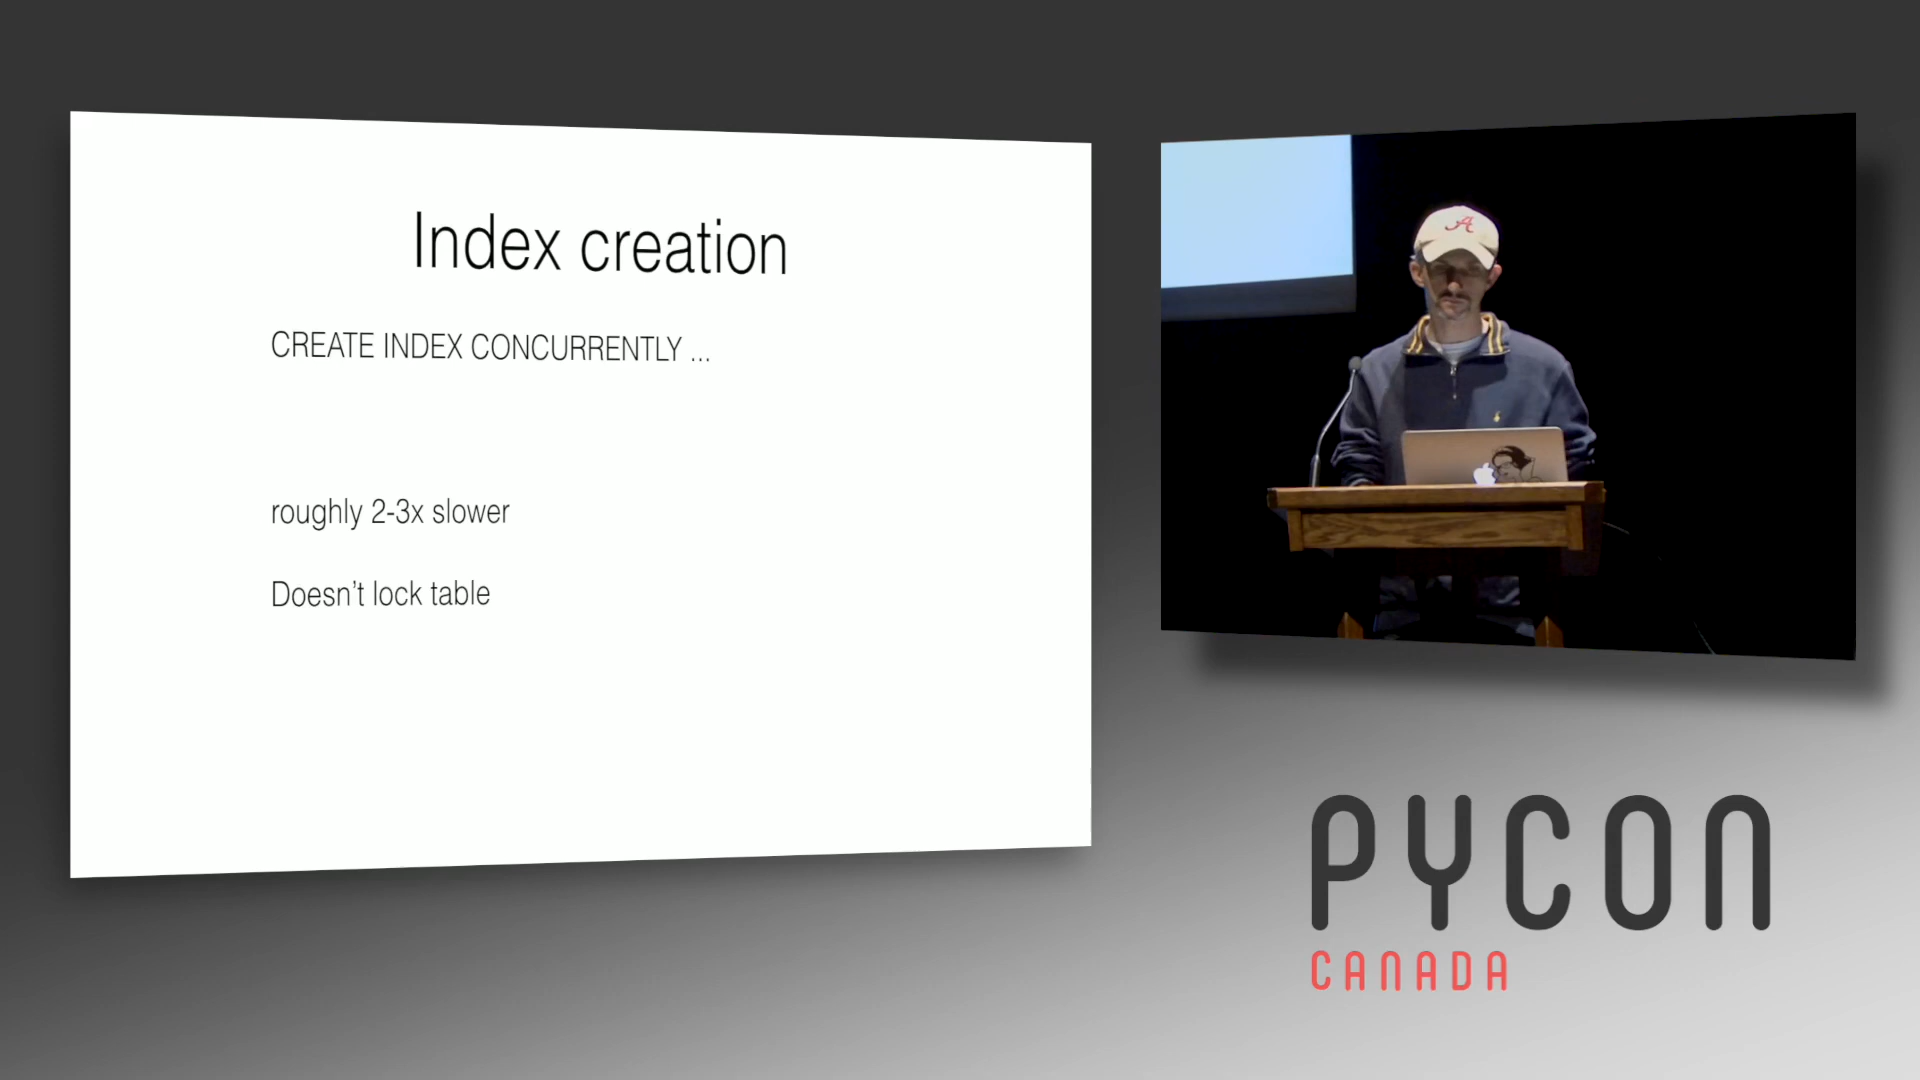 Index creation
CREATE INDEX CONCURRENTLY ...
roughly 2-3x slower
Doesn't lock table
A
PYCON
CANADA